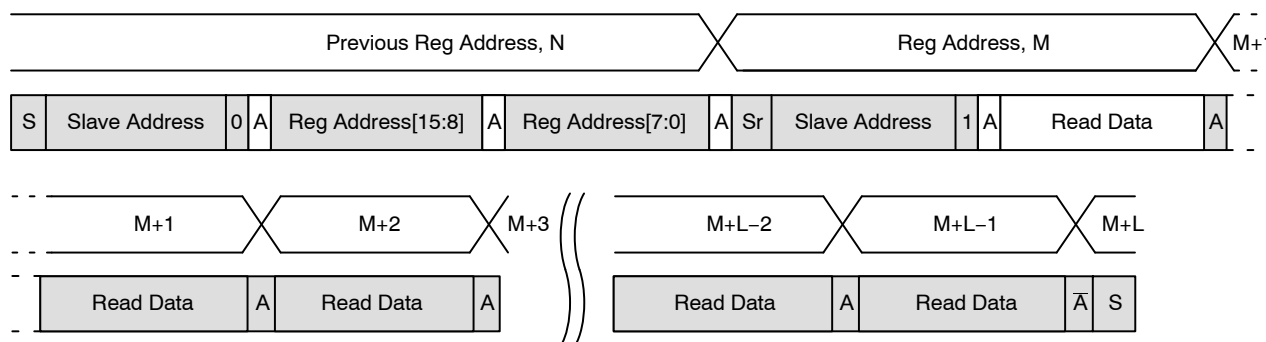 Previous Reg Address, N Reg Address, M M+1
S Slave Address 0 A Reg Address[15:8] A Reg Address[7:0] A Sr Slave Address 1 A Read Data A
M+1 M+2 M+3 M+L−2 M+L−1 M+L
Read Data A Read Data A Read Data A Read Data A̅ S